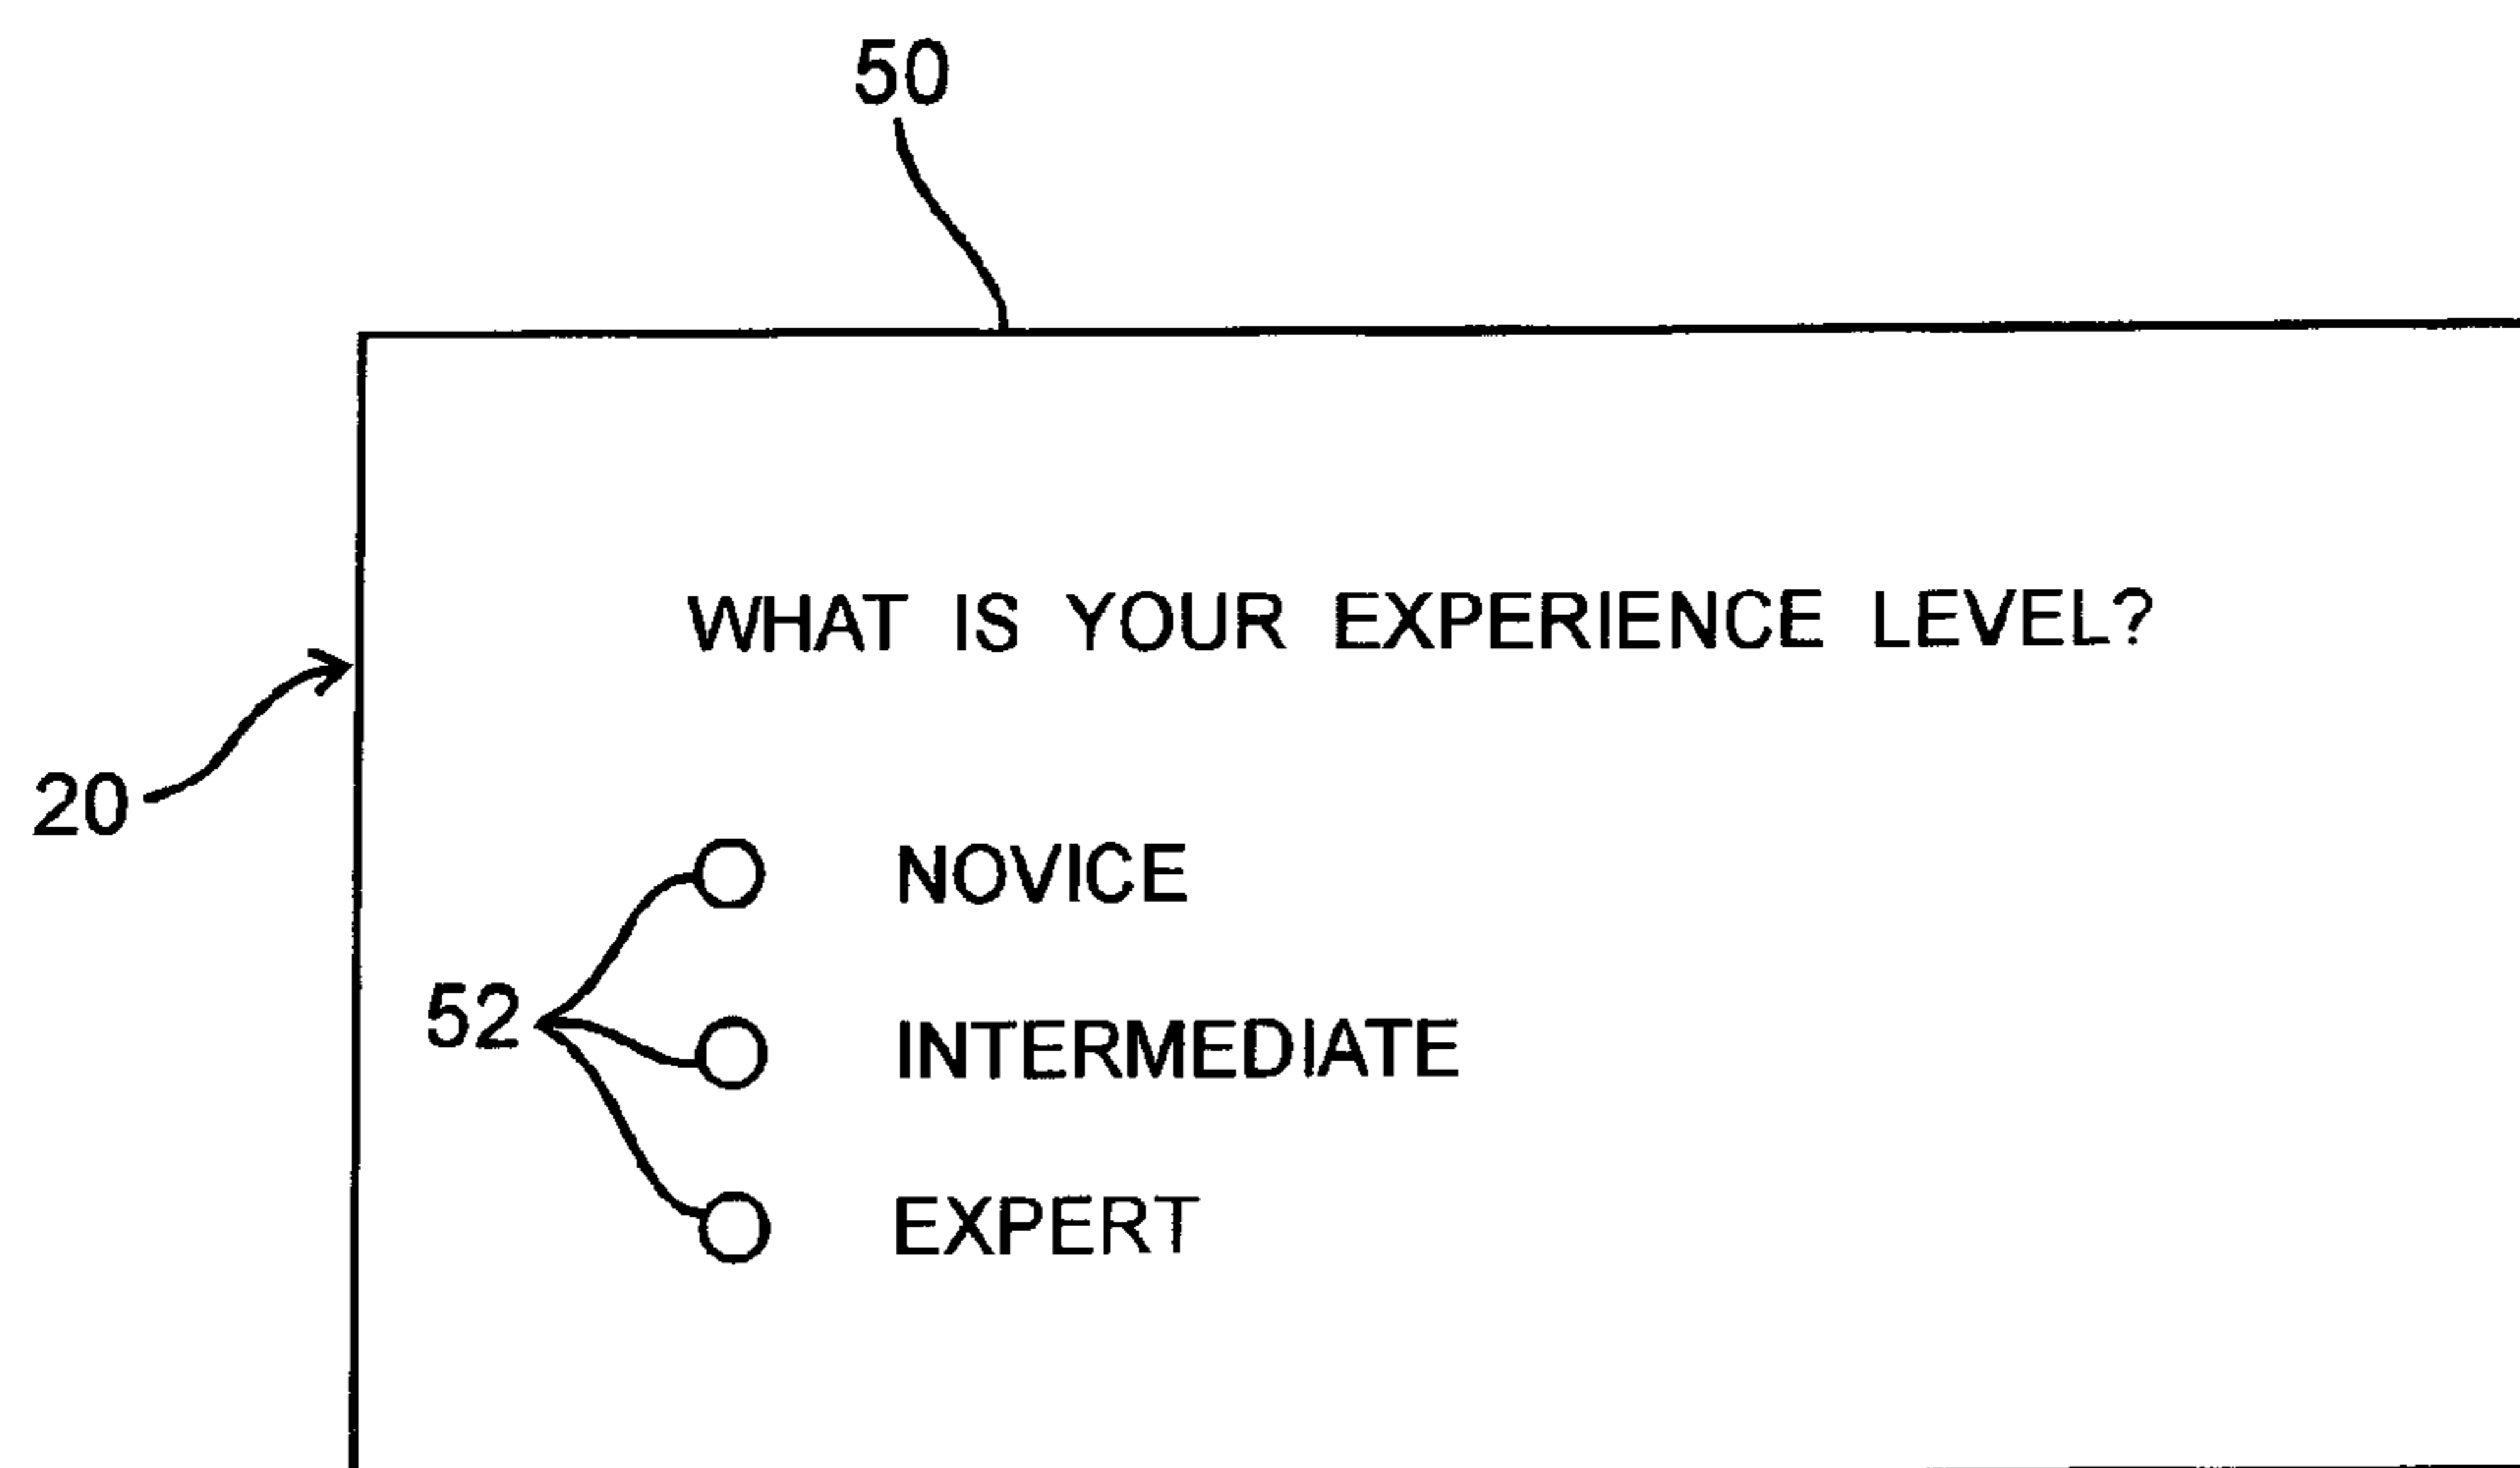 50
WHAT IS YOUR EXPERIENCE LEVEL?
20
NOVICE
52
INTERMEDIATE
EXPERT